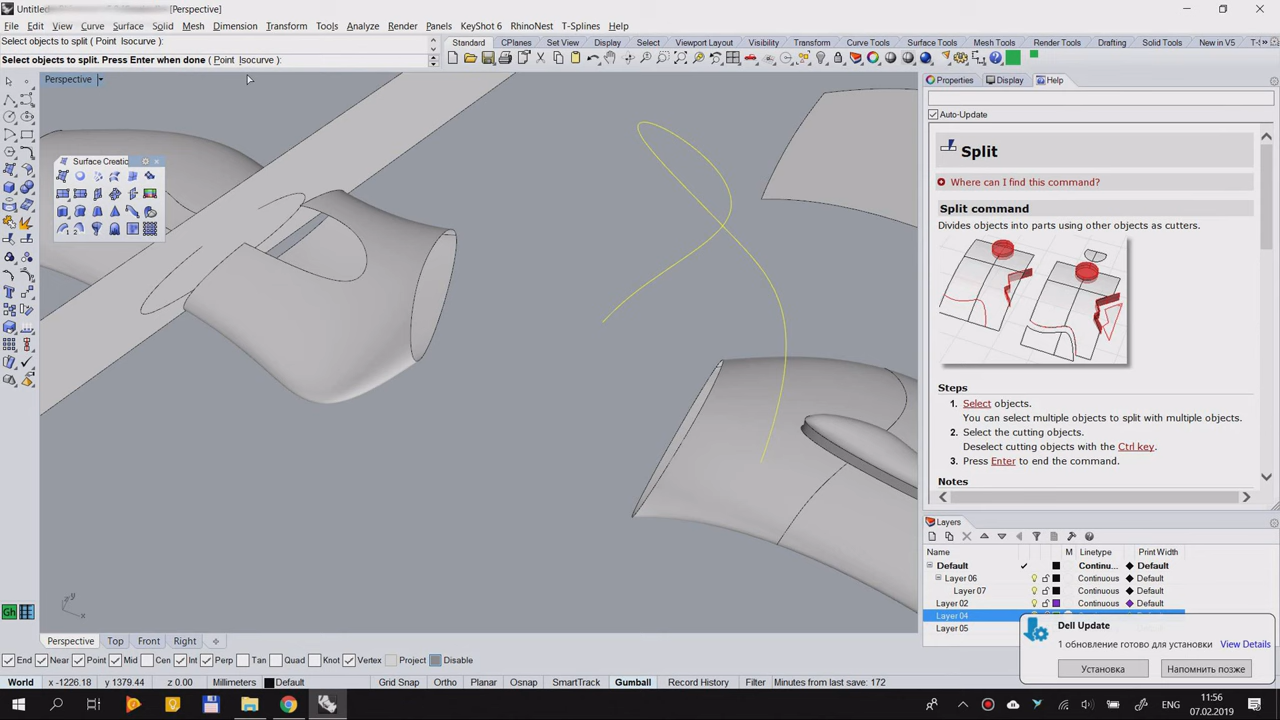 Untitle
[Perspective]
File Edit View Curve Surface Solid Mesh Dimension Transform Tools Analyze Render Panels KeyShot 6 RhinoNest T-Splines Help
Select objects to split ( Point Isocurve ):
Select objects to split. Press Enter when done ( Point Isocurve ):
Standard CPlanes Set View Display Select Viewport Layout Visibility Transform Curve Tools Surface Tools Mesh Tools Render Tools Drafting Solid Tools New in V5
Perspective
Surface Creatio
Properties Display Help
Auto-Update
Split
Where can I find this command?
Split command
Divides objects into parts using other objects as cutters.
Steps
1. Select objects.
You can select multiple objects to split with multiple objects.
2. Select the cutting objects.
Deselect cutting objects with the Ctrl key.
3. Press Enter to end the command.
Notes
Layers
Name M Linetype Print Width
Default Continu... Default
Layer 06 Continuous Default
Layer 07 Continuous Default
Layer 02 Continuous Default
Layer 04
Layer 05
Dell Update
1 обновление готово для установки View Details
Установка Напомнить позже
z y x
Gh
Perspective Top Front Right
End Near Point Mid Cen Int Perp Tan Quad Knot Vertex Project Disable
World x -1226.18 y 1379.44 z 0.00 Millimeters Default Grid Snap Ortho Planar Osnap SmartTrack Gumball Record History Filter Minutes from last save: 172
ENG
11:56
07.02.2019